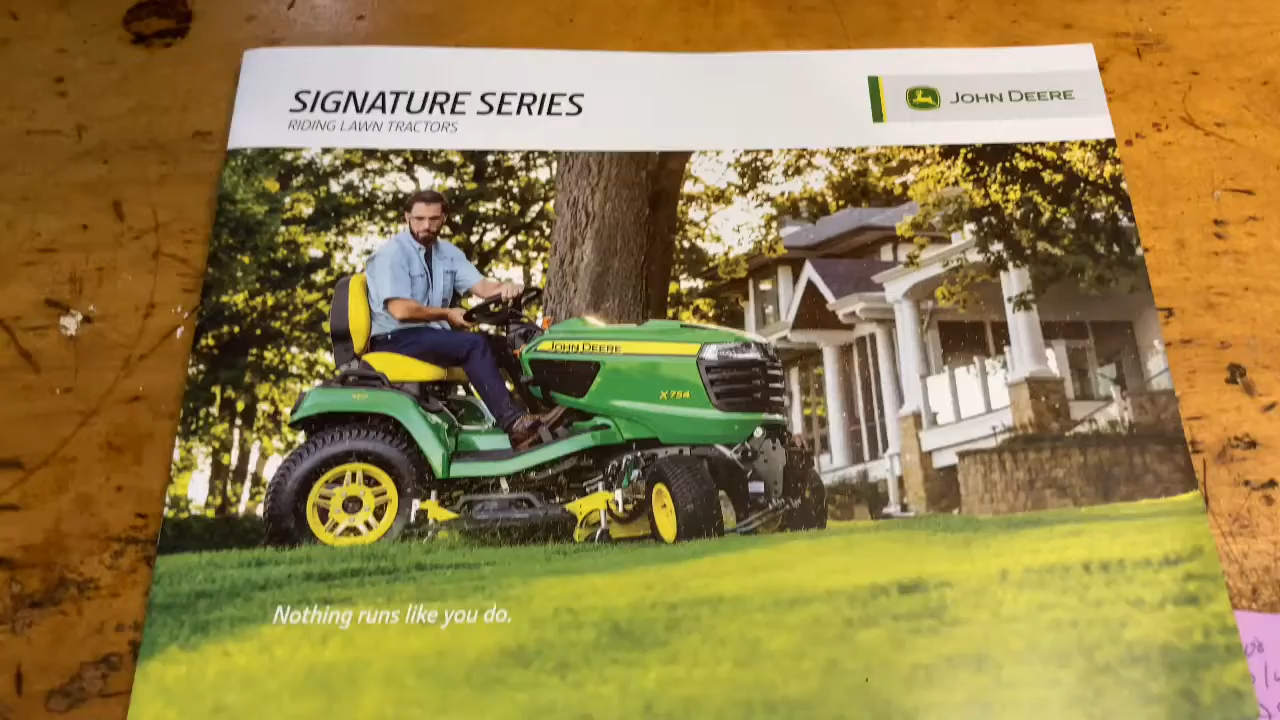 SIGNATURE SERIES
RIDING LAWN TRACTORS
JOHN DEERE
JOHN DEERE
X754
Nothing runs like you do.